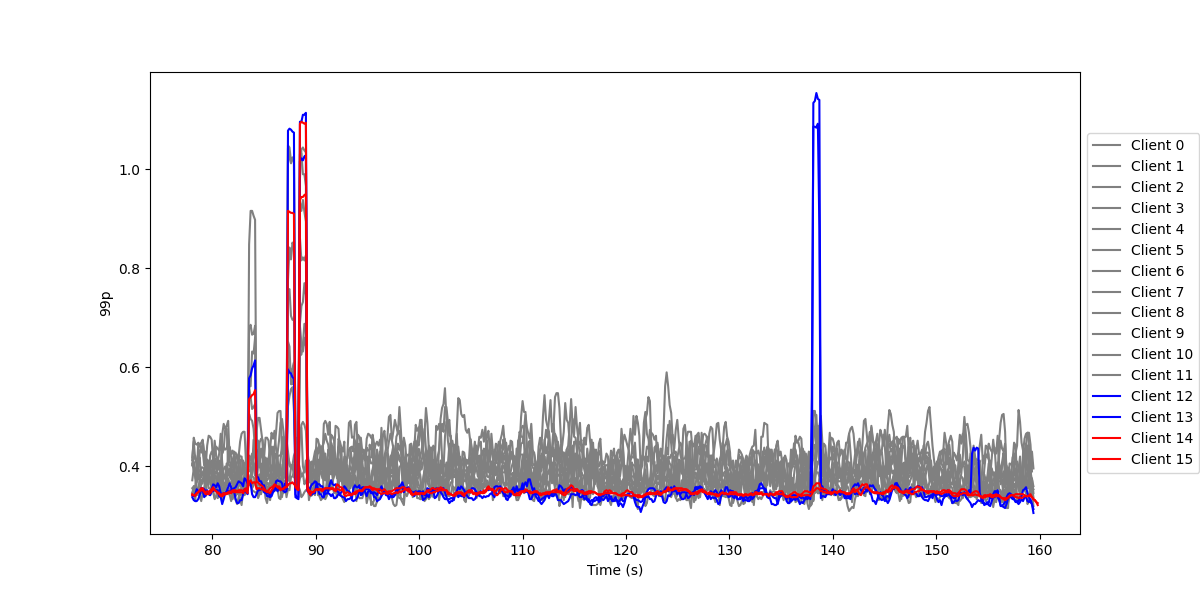 99p
1.0
0.8
0.6
0.4
80
90
100
110
120
130
140
150
160
Time (s)
Client 0
Client 1
Client 2
Client 3
Client 4
Client 5
Client 6
Client 7
Client 8
Client 9
Client 10
Client 11
Client 12
Client 13
Client 14
Client 15